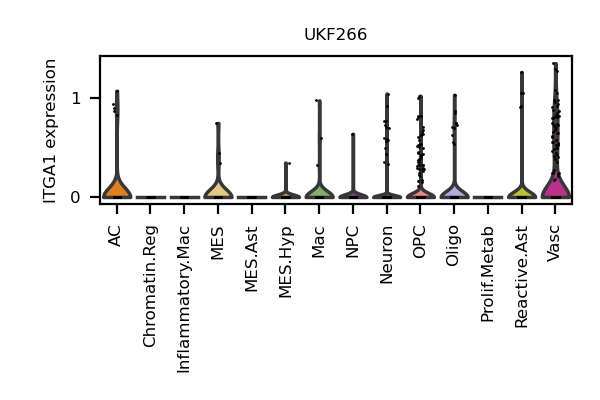 UKF266
ITGA1 expression
1
0
AC
Chromatin.Reg
Inflammatory.Mac
MES
MES.Ast
MES.Hyp
Mac
NPC
Neuron
OPC
Oligo
Prolif.Metab
Reactive.Ast
Vasc